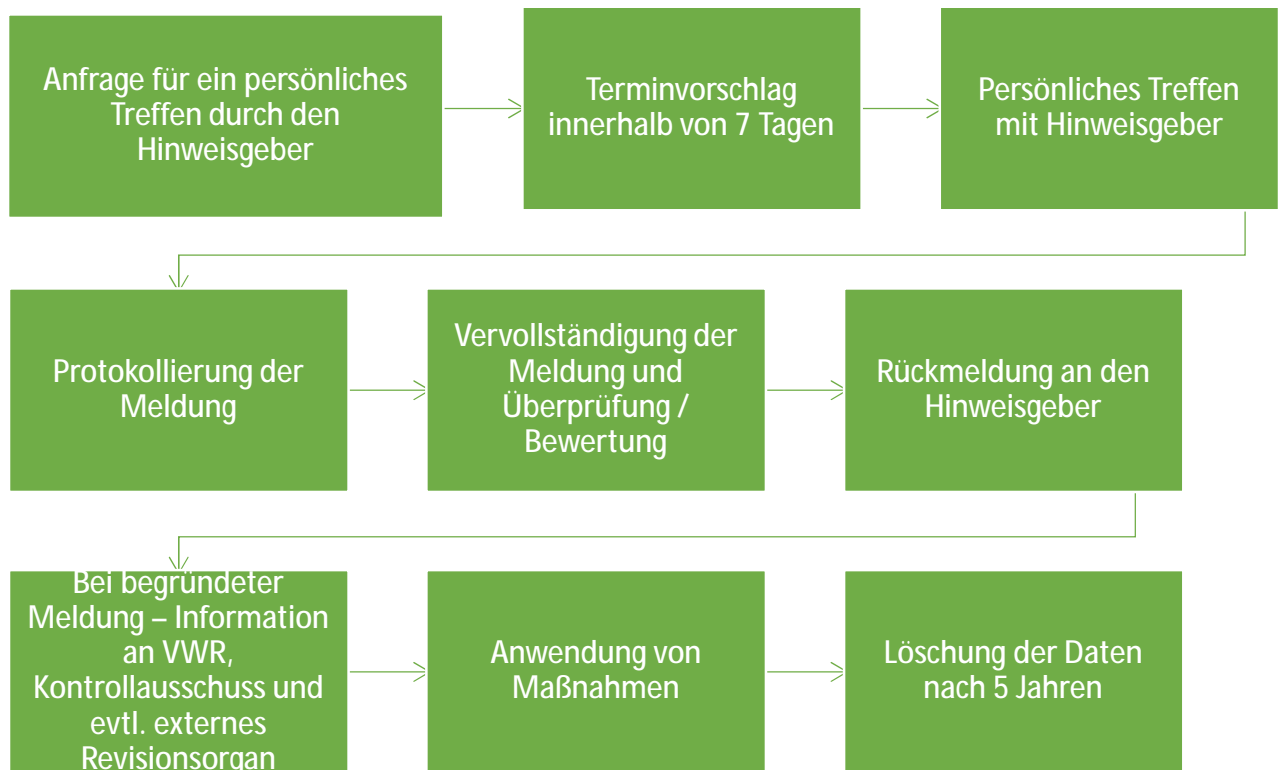 Anfrage für ein persönliches
Treffen durch den
Hinweisgeber
Terminvorschlag
innerhalb von 7 Tagen
Persönliches Treffen
mit Hinweisgeber
Protokollierung der
Meldung
Vervollständigung der
Meldung und
Überprüfung /
Bewertung
Rückmeldung an den
Hinweisgeber
Bei begründeter
Meldung – Information
an VWR,
Kontrollausschuss und
evtl. externes
Revisionsorgan
Anwendung von
Maßnahmen
Löschung der Daten
nach 5 Jahren